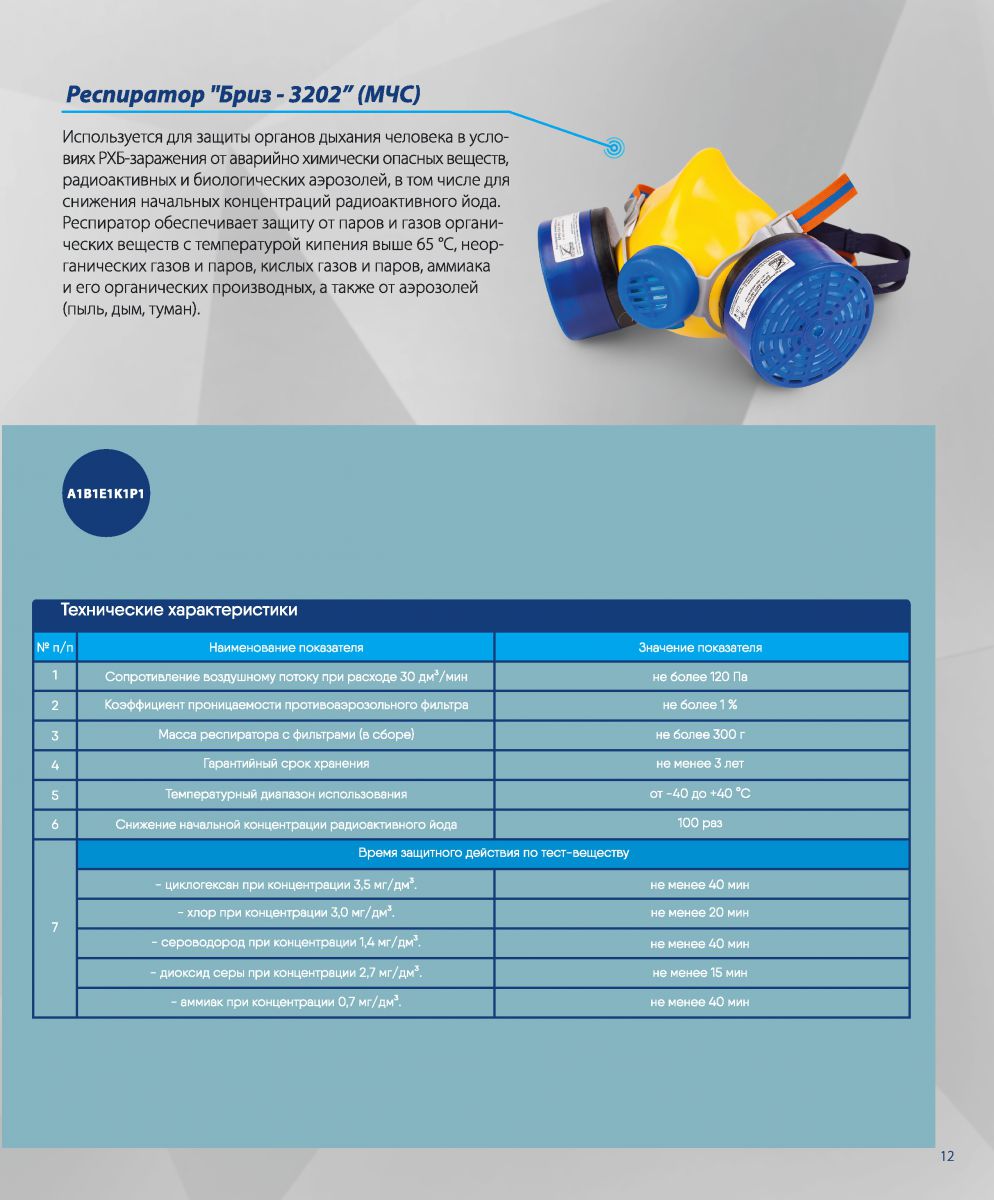 Респиратор "Бриз - 3202” (МЧС)
Используется для защиты органов дыхания человека в усло-
виях РХБ-заражения от аварийно химически опасных веществ,
радиоактивных и биологических аэрозолей, в том числе для
снижения начальных концентраций радиоактивного йода.
Респиратор обеспечивает защиту от паров и газов органи-
ческих веществ с температурой кипения выше 65 °С, неор-
ганических газов и паров, кислых газов и паров, аммиака
и его органических производных, а также от аэрозолей
(пыль, дым, туман).
A1B1E1K1P1
Технические характеристики
№ п/п Наименование показателя Значение показателя
1 Сопротивление воздушному потоку при расходе 30 дм³/мин не более 120 Па
2 Коэффициент проницаемости противоаэрозольного фильтра не более 1 %
3 Масса респиратора с фильтрами (в сборе) не более 300 г
4 Гарантийный срок хранения не менее 3 лет
5 Температурный диапазон использования от -40 до +40 °С
6 Снижение начальной концентрации радиоактивного йода 100 раз
Время защитного действия по тест-веществу
7
- циклогексан при концентрации 3,5 мг/дм³. не менее 40 мин
- хлор при концентрации 3,0 мг/дм³. не менее 20 мин
- сероводород при концентрации 1,4 мг/дм³. не менее 40 мин
- диоксид серы при концентрации 2,7 мг/дм³. не менее 15 мин
- аммиак при концентрации 0,7 мг/дм³. не менее 40 мин
12